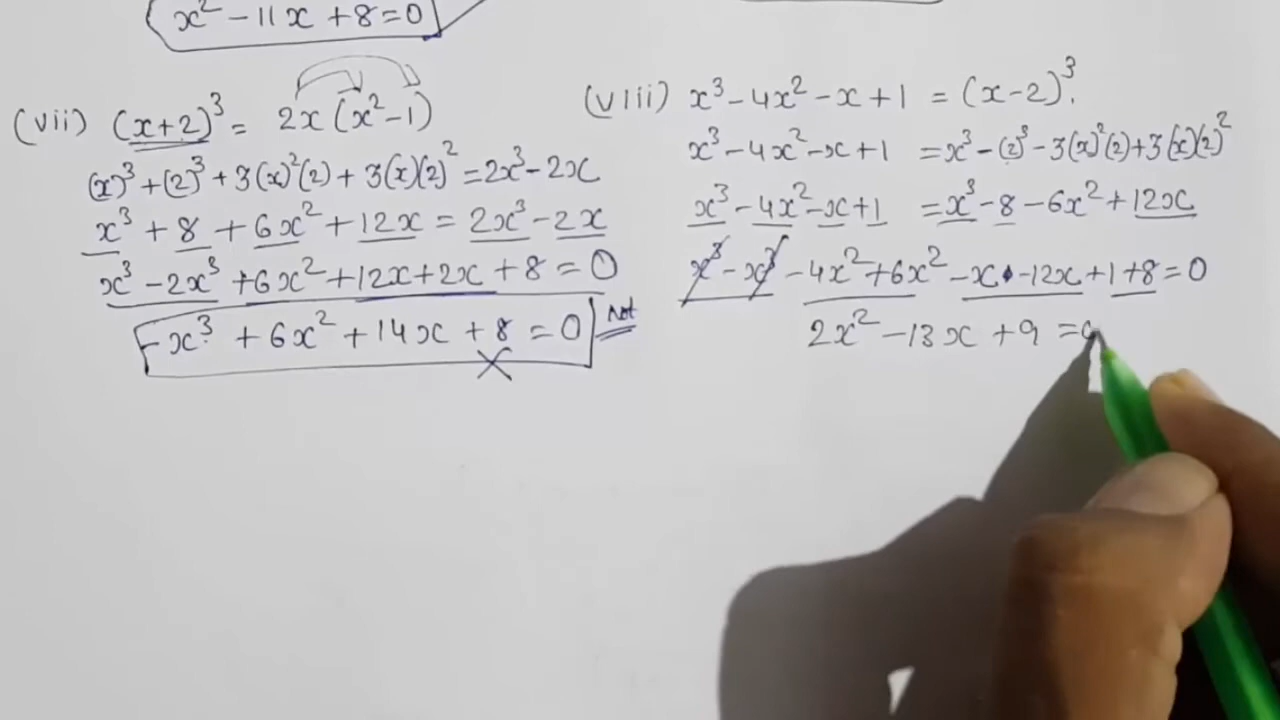 x² - 11x + 8 = 0
(vii) (x+2)³ = 2x(x²-1)
(x)³ + (2)³ + 3(x)²(2) + 3(x)(2)² = 2x³ - 2x
x³ + 8 + 6x² + 12x = 2x³ - 2x
x³ - 2x³ + 6x² + 12x + 2x + 8 = 0
-x³ + 6x² + 14x + 8 = 0 Not
(viii) x³ - 4x² - x + 1 = (x-2)³.
x³ - 4x² - x + 1 = x³ - (2)³ - 3(x)²(2) + 3(x)(2)²
x³ - 4x² - x + 1 = x³ - 8 - 6x² + 12x
x³ - x³ - 4x² + 6x² - x - 12x + 1 + 8 = 0
2x² - 13x + 9 =